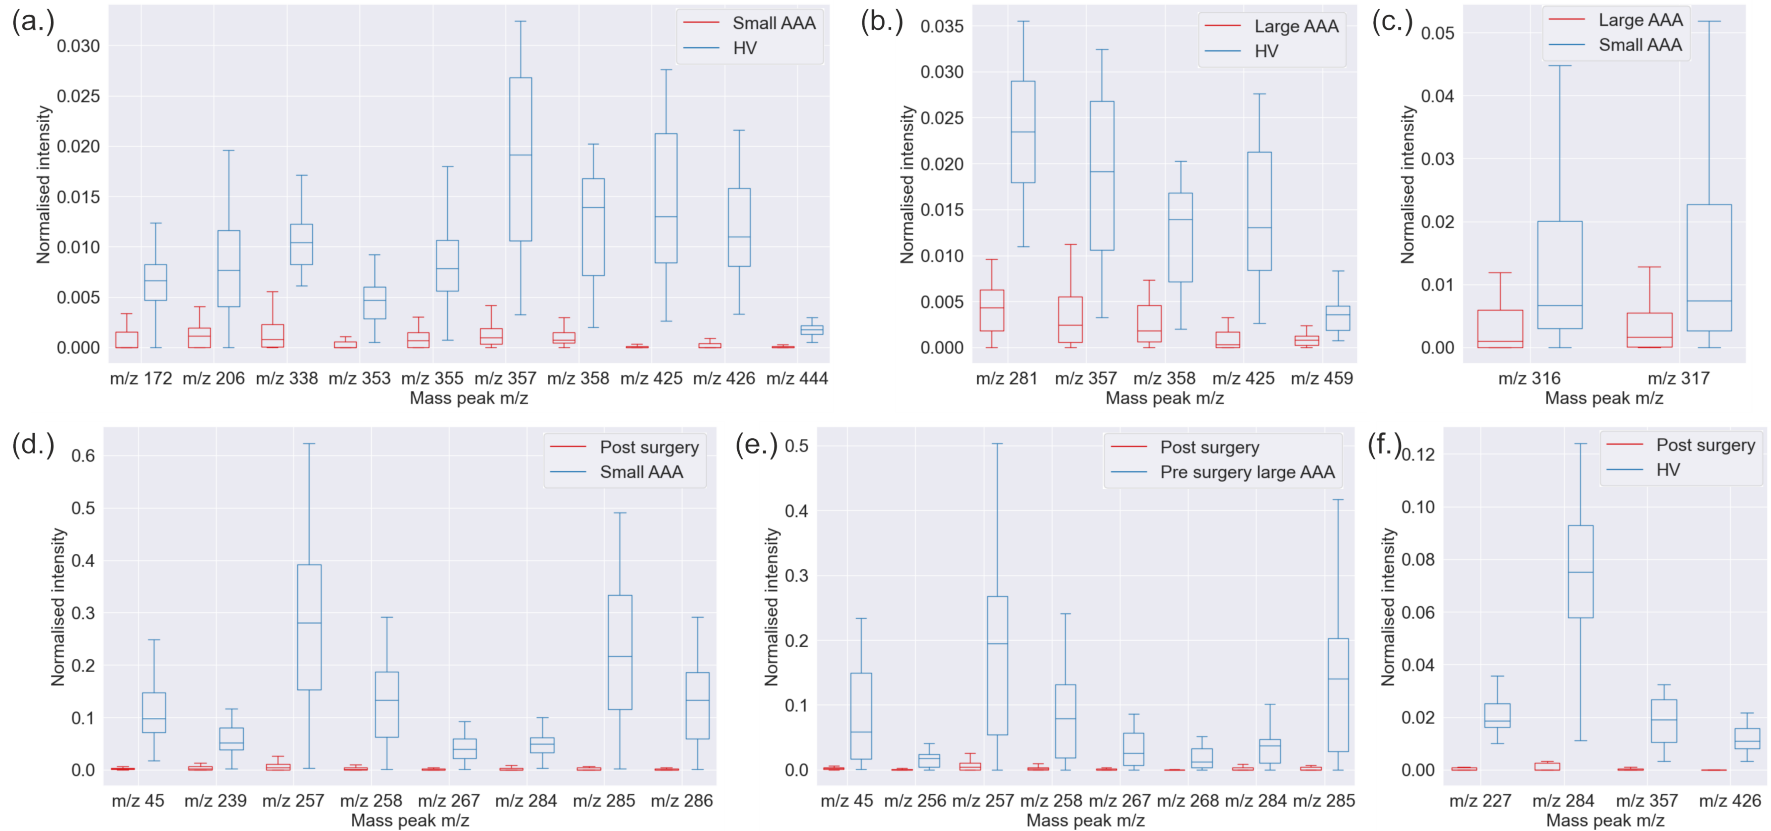 (a.)
Small AAA
HV
0.030
0.025
0.020
0.015
0.010
0.005
0.000
Normalised intensity
m/z 172 m/z 206 m/z 338 m/z 353 m/z 355 m/z 357 m/z 358 m/z 425 m/z 426 m/z 444
Mass peak m/z
(b.)
Large AAA
HV
0.035
0.030
0.025
0.020
0.015
0.010
0.005
0.000
Normalised intensity
m/z 281 m/z 357 m/z 358 m/z 425 m/z 459
Mass peak m/z
(c.)
Large AAA
Small AAA
0.05
0.04
0.03
0.02
0.01
0.00
Normalised intensity
m/z 316 m/z 317
Mass peak m/z
(d.)
Post surgery
Small AAA
0.6
0.5
0.4
0.3
0.2
0.1
0.0
Normalised intensity
m/z 45 m/z 239 m/z 257 m/z 258 m/z 267 m/z 284 m/z 285 m/z 286
Mass peak m/z
(e.)
Post surgery
Pre surgery large AAA
0.5
0.4
0.3
0.2
0.1
0.0
Normalised intensity
m/z 45 m/z 256 m/z 257 m/z 258 m/z 267 m/z 268 m/z 284 m/z 285
Mass peak m/z
(f.)
Post surgery
HV
0.12
0.10
0.08
0.06
0.04
0.02
0.00
Normalised intensity
m/z 227 m/z 284 m/z 357 m/z 426
Mass peak m/z